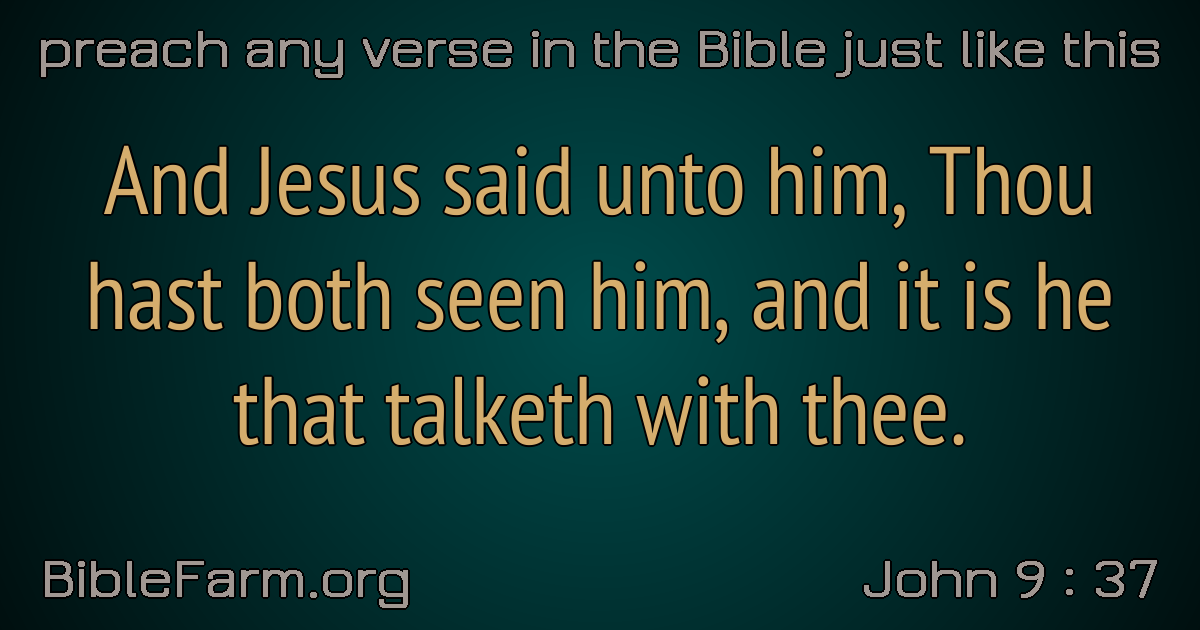 preach any verse in the Bible just like this
And Jesus said unto him, Thou
hast both seen him, and it is he
that talketh with thee.
BibleFarm.org
John 9 : 37